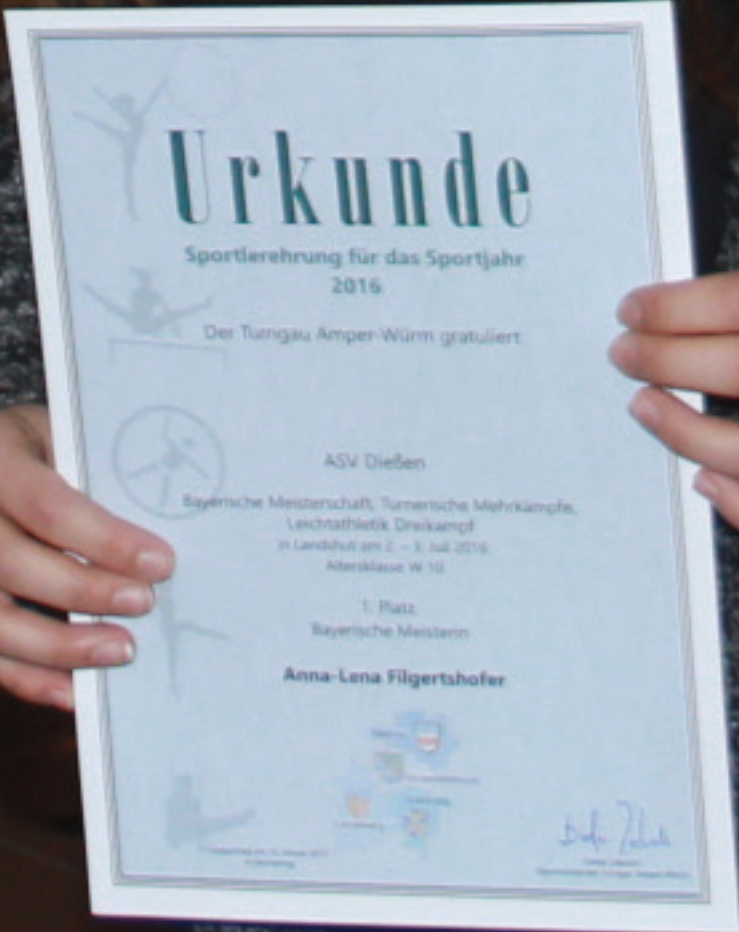 Urkunde
Sportlerehrung für das Sportjahr
2016
Der Turngau Amper-Würm gratuliert
ASV Dießen
Bayerische Meisterschaft, Turnerische Mehrkämpfe,
Leichtathletik Dreikampf
in Landshut am 2. – 3. Juli 2016
Altersklasse W 10
1. Platz
Bayerische Meisterin
Anna-Lena Filgertshofer